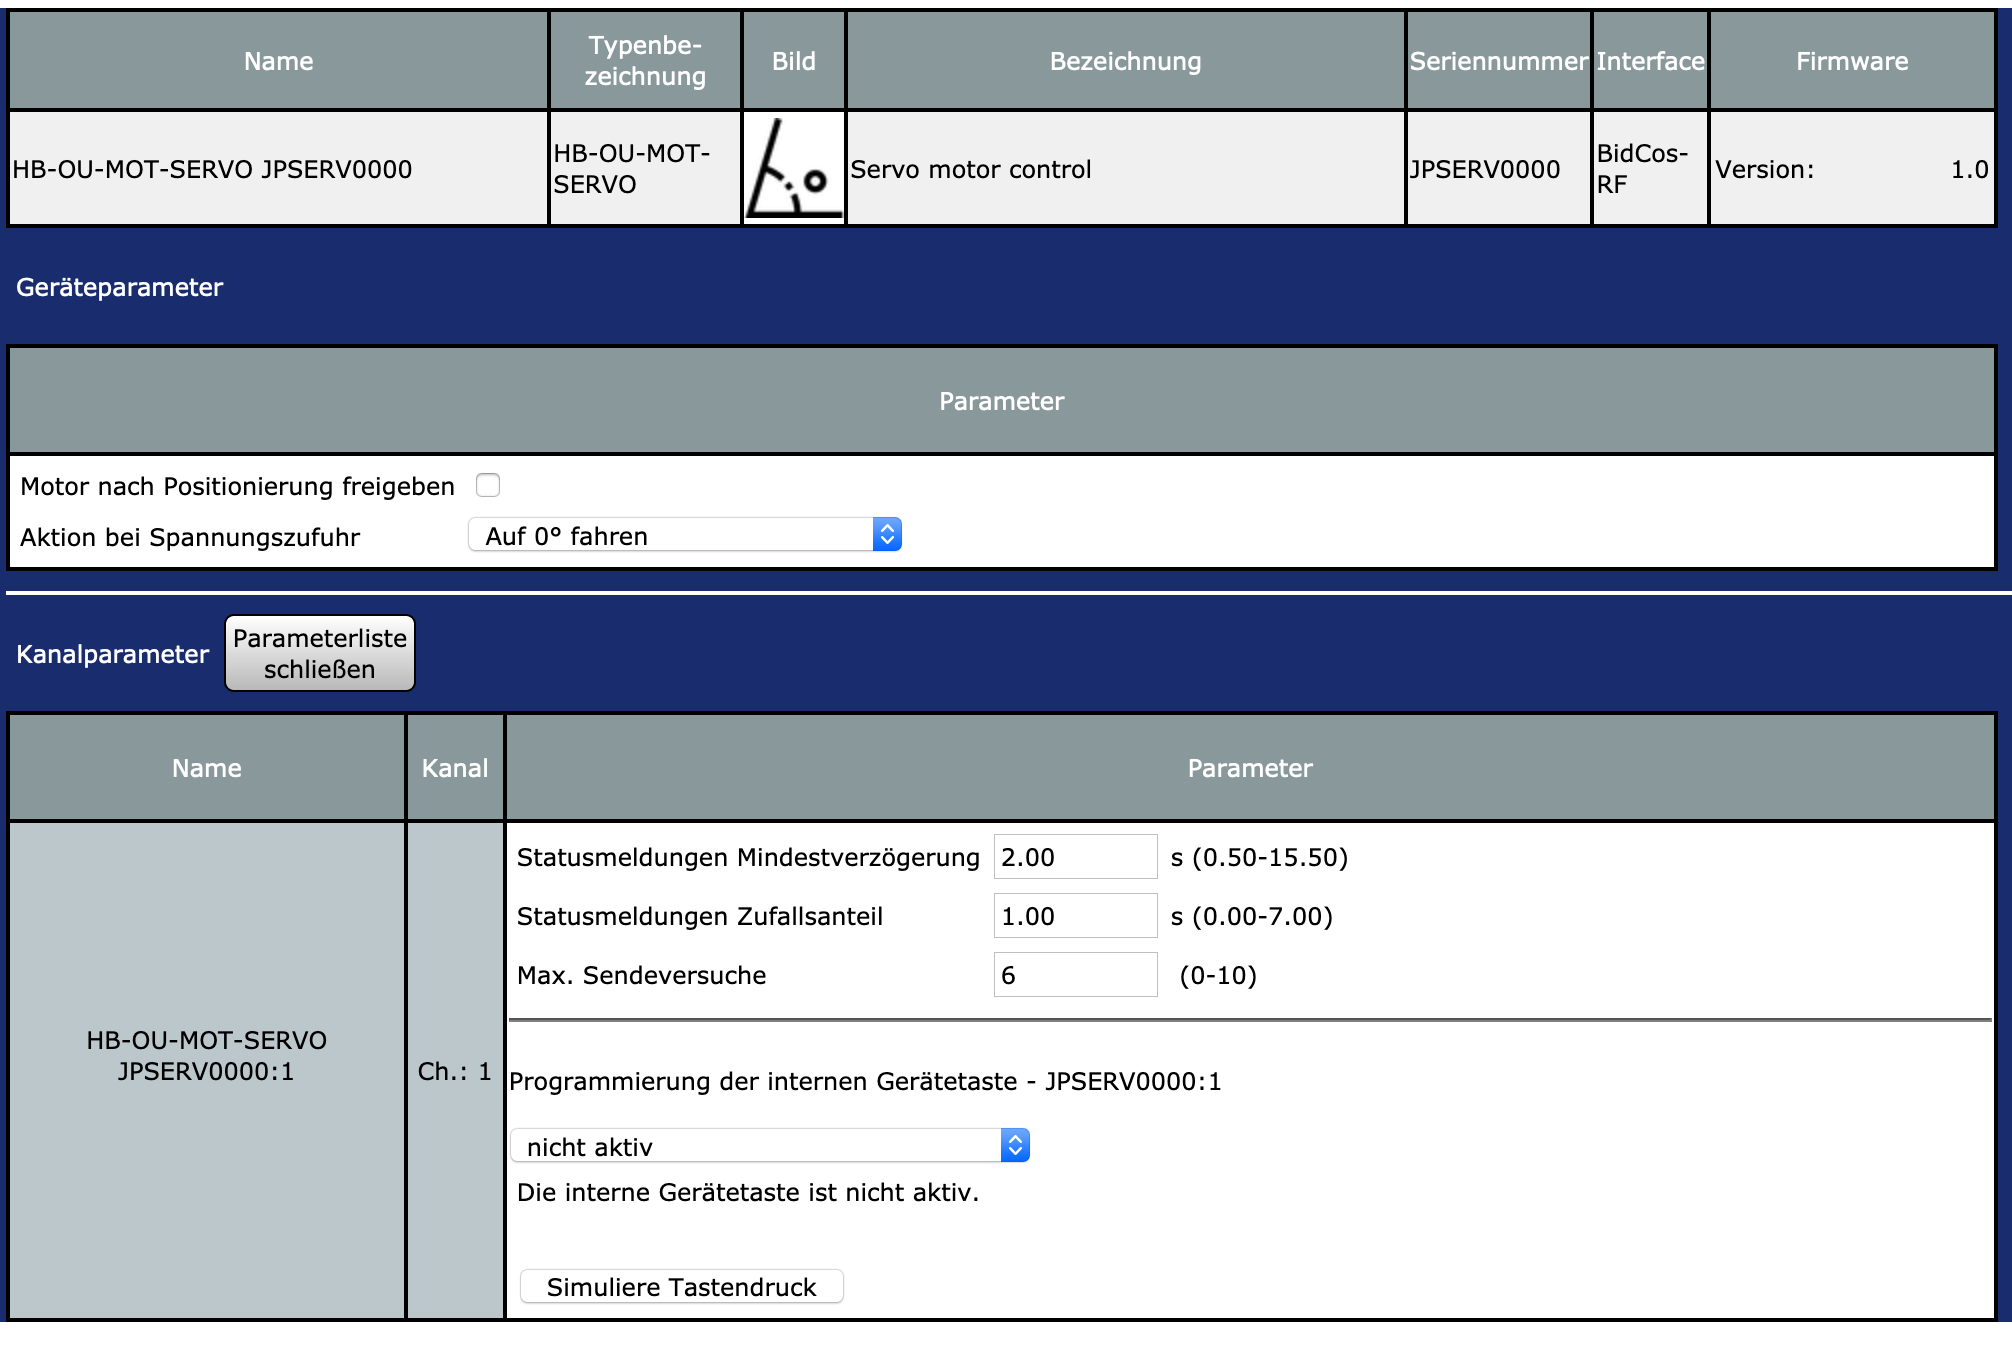 Name
Typenbe-
zeichnung
Bild
Bezeichnung
Seriennummer
Interface
Firmware
HB-OU-MOT-SERVO JPSERV0000
HB-OU-MOT-
SERVO
Servo motor control
JPSERV0000
BidCos-
RF
Version: 1.0
Geräteparameter
Parameter
Motor nach Positionierung freigeben
Aktion bei Spannungszufuhr
Auf 0° fahren
Kanalparameter
Parameterliste
schließen
Name
Kanal
Parameter
HB-OU-MOT-SERVO
JPSERV0000:1
Ch.: 1
Statusmeldungen Mindestverzögerung 2.00 s (0.50-15.50)
Statusmeldungen Zufallsanteil 1.00 s (0.00-7.00)
Max. Sendeversuche 6 (0-10)
Programmierung der internen Gerätetaste - JPSERV0000:1
nicht aktiv
Die interne Gerätetaste ist nicht aktiv.
Simuliere Tastendruck